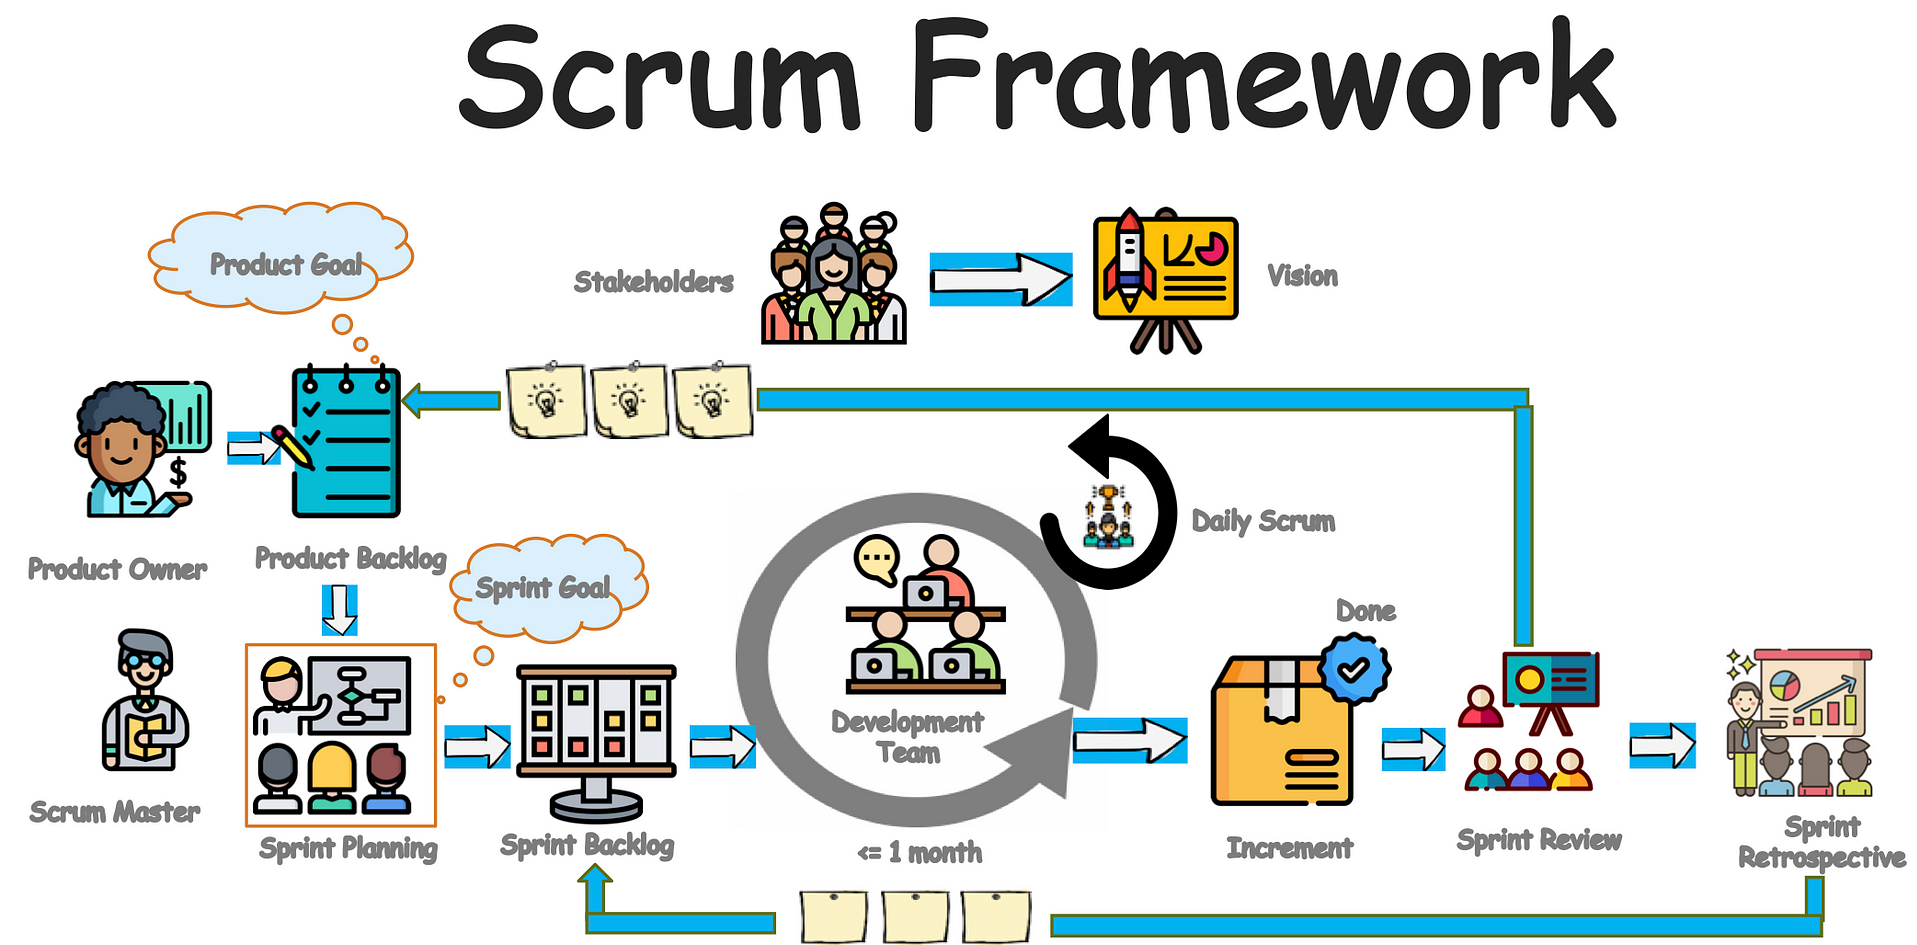 Scrum Framework
Product Goal
Stakeholders
Vision
Product Owner
$
Product Backlog
Sprint Goal
Daily Scrum
Scrum Master
Sprint Planning
Sprint Backlog
Development
Team
<= 1 month
Done
Increment
Sprint Review
Sprint
Retrospective